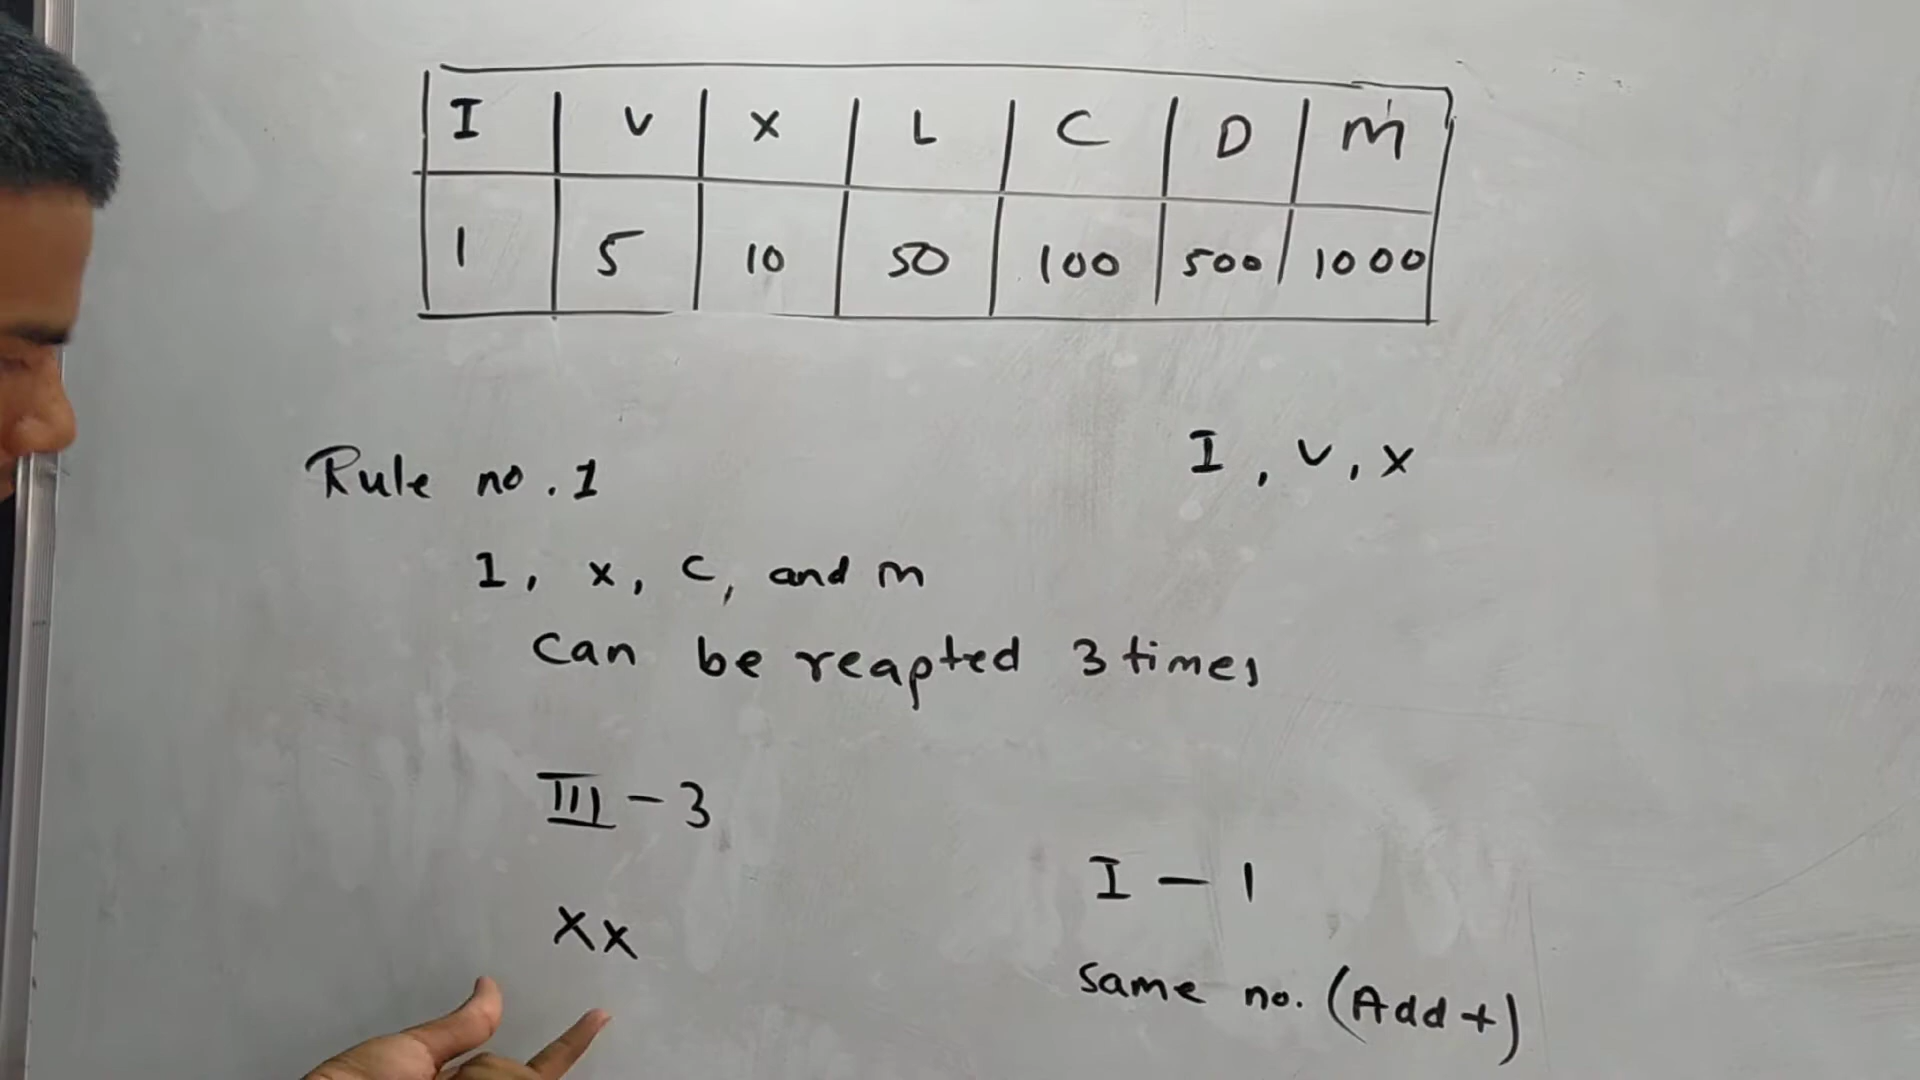 I V X L C D M
1 5 10 50 100 500 1000
I, V, X
Rule no. 1
1, x, c, and m
can be reapted 3 times
III - 3
I - 1
Xx
same no. (Add +)